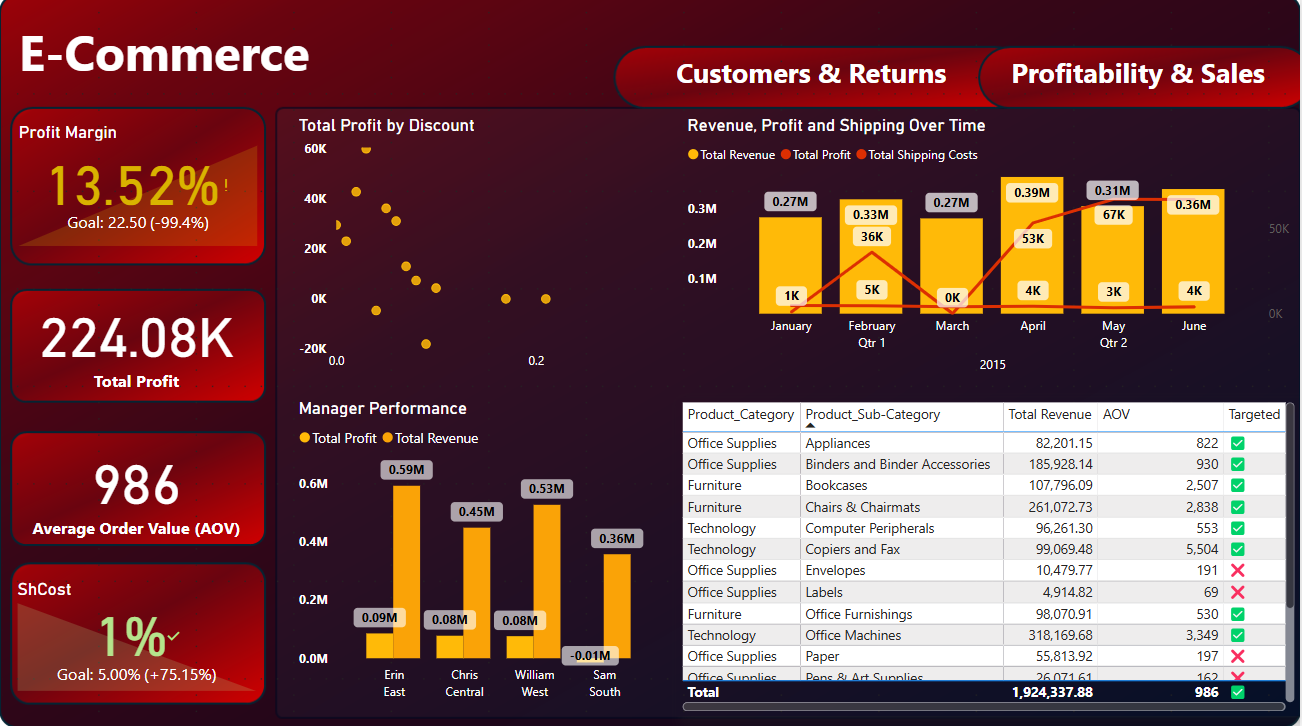 E-Commerce
Customers & Returns
Profitability & Sales
Profit Margin
13.52%!
Goal: 22.50 (-99.4%)
224.08K
Total Profit
986
Average Order Value (AOV)
ShCost
1%✓
Goal: 5.00% (+75.15%)
Total Profit by Discount
60K
40K
20K
0K
-20K
0.0 0.2
Revenue, Profit and Shipping Over Time
Total Revenue Total Profit Total Shipping Costs
0.3M
0.2M
0.1M
50K
0K
0.27M 0.33M 0.27M 0.39M 0.31M 0.36M
1K 36K 0K 53K 67K
5K 4K 3K 4K
January February March April May June
Qtr 1 Qtr 2
2015
Manager Performance
Total Profit Total Revenue
0.6M
0.4M
0.2M
0.0M
0.59M 0.45M 0.53M 0.36M
0.09M 0.08M 0.08M -0.01M
Erin Chris William Sam
East Central West South
Product_Category Product_Sub-Category Total Revenue AOV Targeted
Office Supplies Appliances 82,201.15 822 ✅
Office Supplies Binders and Binder Accessories 185,928.14 930 ✅
Furniture Bookcases 107,796.09 2,507 ✅
Furniture Chairs & Chairmats 261,072.73 2,838 ✅
Technology Computer Peripherals 96,261.30 553 ✅
Technology Copiers and Fax 99,069.48 5,504 ✅
Office Supplies Envelopes 10,479.77 191 ❌
Office Supplies Labels 4,914.82 69 ❌
Furniture Office Furnishings 98,070.91 530 ✅
Technology Office Machines 318,169.68 3,349 ✅
Office Supplies Paper 55,813.92 197 ❌
Office Supplies Pens & Art Supplies 26,071.61 162 ❌
Total 1,924,337.88 986 ✅